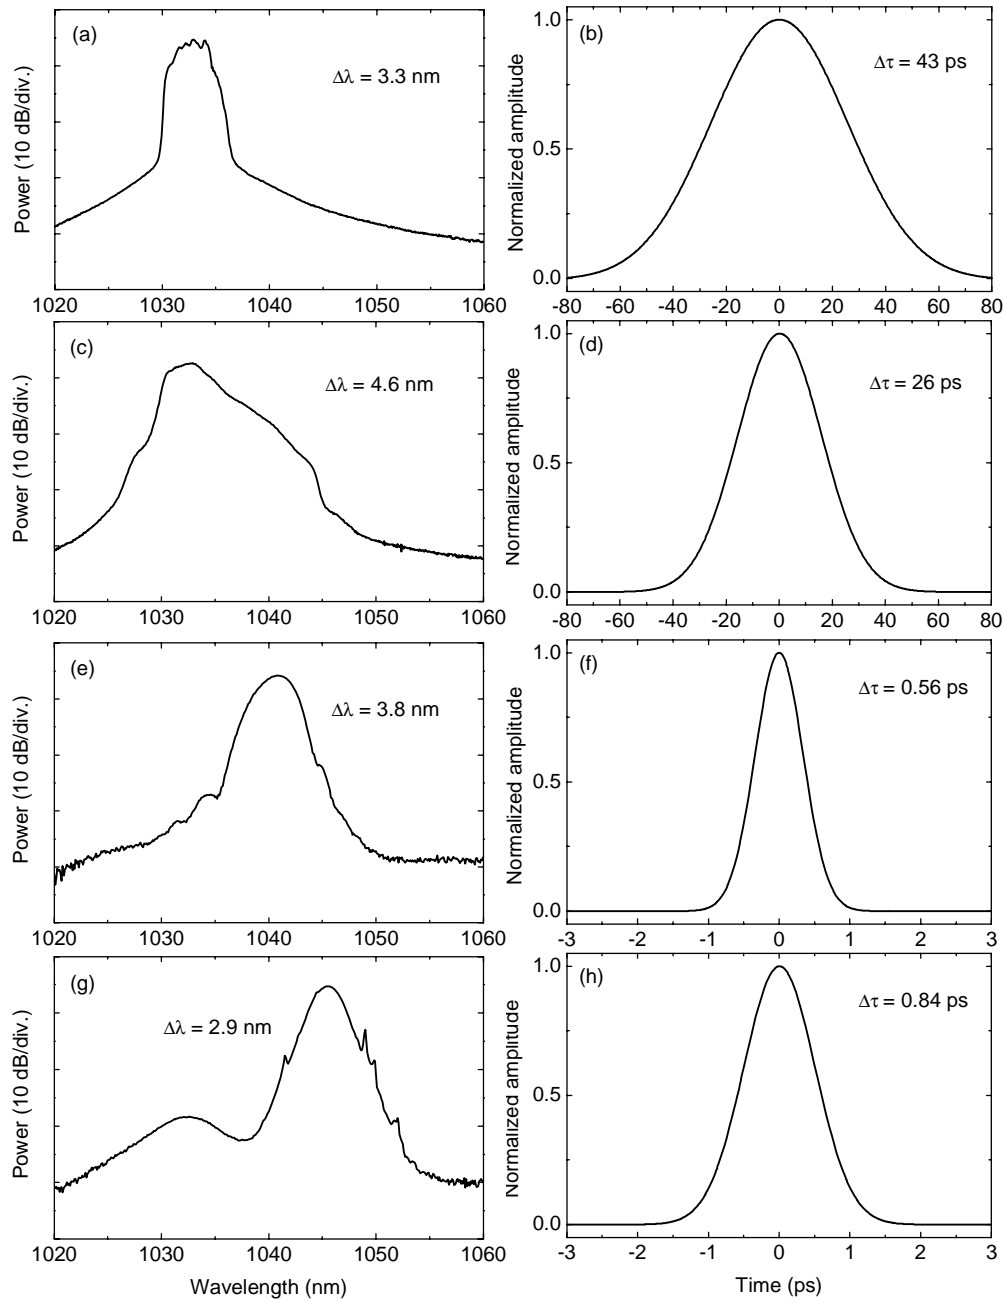 (a)
Δλ = 3.3 nm
Power (10 dB/div.)
1020 1030 1040 1050 1060
(b)
Δτ = 43 ps
Normalized amplitude
1.0
0.5
0.0
-80 -60 -40 -20 0 20 40 60 80
(c)
Δλ = 4.6 nm
Power (10 dB/div.)
1020 1030 1040 1050 1060
(d)
Δτ = 26 ps
Normalized amplitude
1.0
0.5
0.0
-80 -60 -40 -20 0 20 40 60 80
(e)
Δλ = 3.8 nm
Power (10 dB/div.)
1020 1030 1040 1050 1060
(f)
Δτ = 0.56 ps
Normalized amplitude
1.0
0.5
0.0
-3 -2 -1 0 1 2 3
(g)
Δλ = 2.9 nm
Power (10 dB/div.)
1020 1030 1040 1050 1060
Wavelength (nm)
(h)
Δτ = 0.84 ps
Normalized amplitude
1.0
0.5
0.0
-3 -2 -1 0 1 2 3
Time (ps)